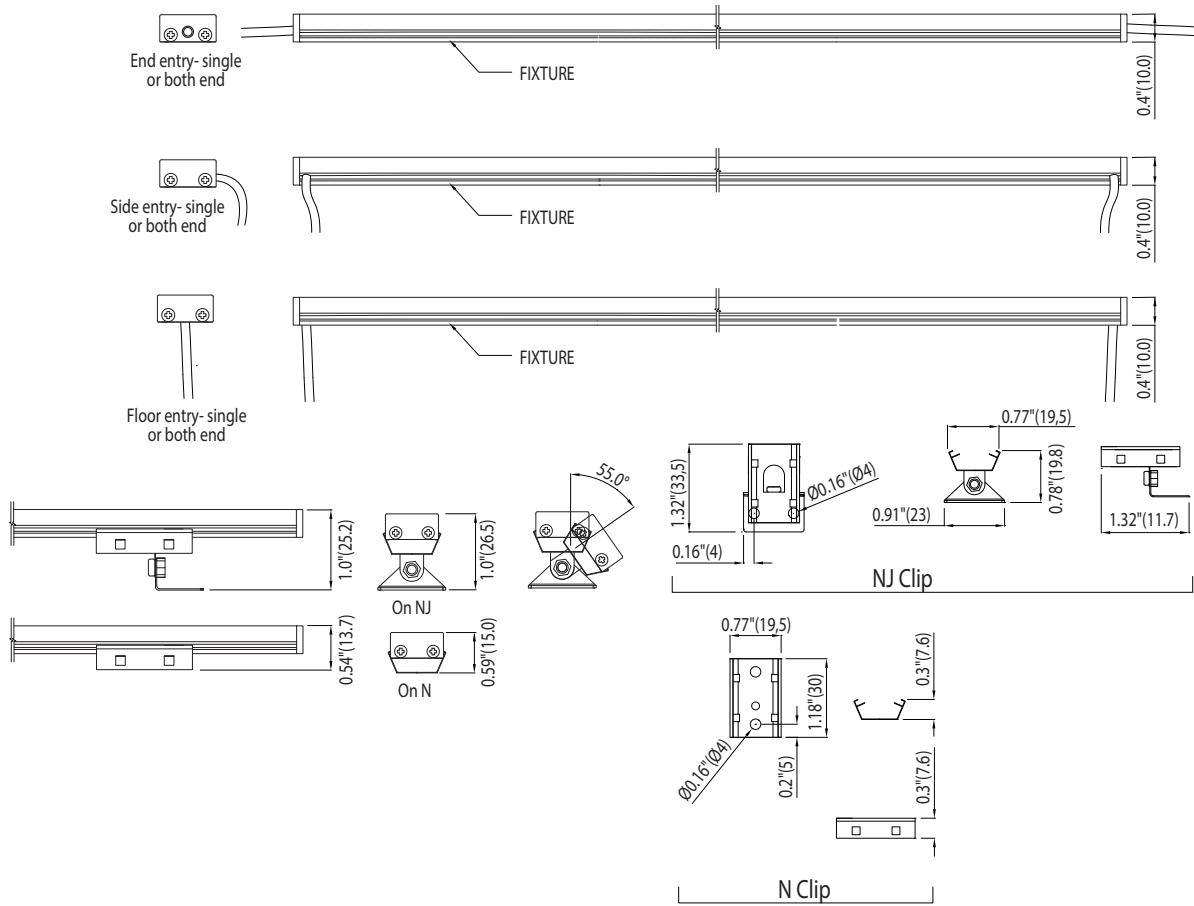 End entry- single
or both end
FIXTURE
0.4"(10.0)
Side entry- single
or both end
FIXTURE
0.4"(10.0)
Floor entry- single
or both end
FIXTURE
0.4"(10.0)
1.0"(25.2)
On NJ
1.0"(26.5)
55.0°
0.54"(13.7)
On N
0.59"(15.0)
1.32"(33,5)
Ø0.16"(Ø4)
0.16"(4)
0.77"(19,5)
0.91"(23)
0.78"(19.8)
1.32"(11.7)
NJ Clip
0.77"(19,5)
1.18"(30)
Ø0.16"(Ø4)
0.2"(5)
0.3"(7.6)
0.3"(7.6)
N Clip